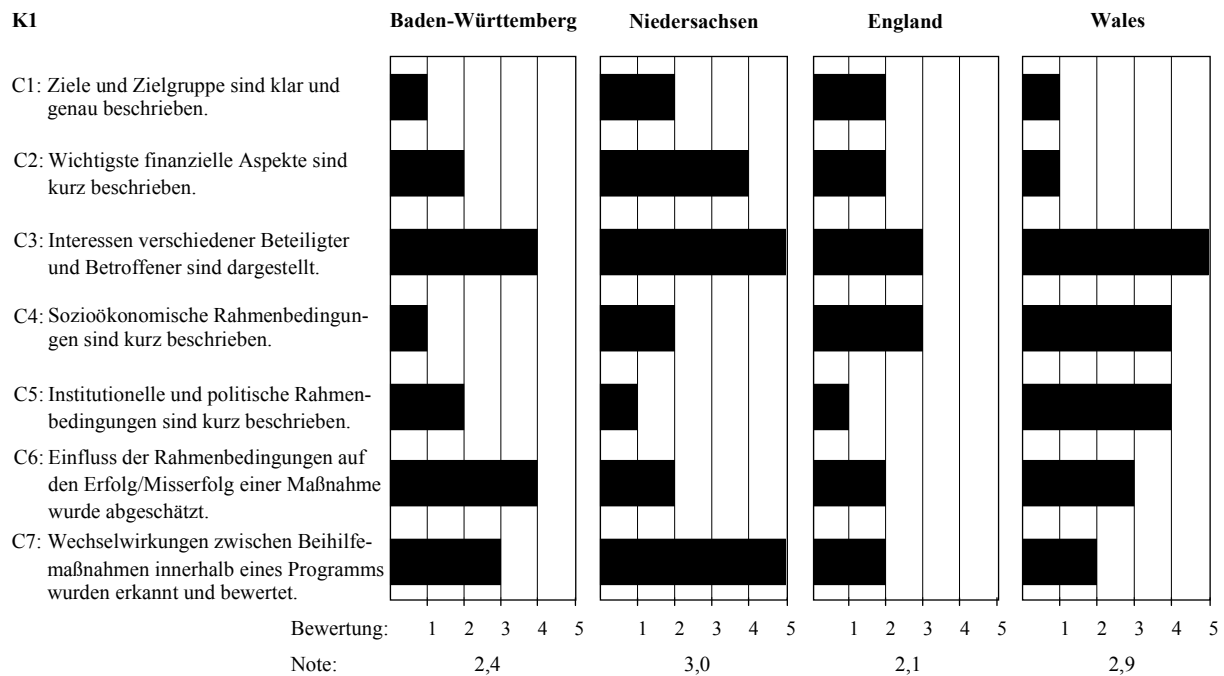 K1 Baden-Württemberg Niedersachsen England Wales
C1: Ziele und Zielgruppe sind klar und
genau beschrieben.
C2: Wichtigste finanzielle Aspekte sind
kurz beschrieben.
C3: Interessen verschiedener Beteiligter
und Betroffener sind dargestellt.
C4: Sozioökonomische Rahmenbedingun-
gen sind kurz beschrieben.
C5: Institutionelle und politische Rahmen-
bedingungen sind kurz beschrieben.
C6: Einfluss der Rahmenbedingungen auf
den Erfolg/Misserfolg einer Maßnahme
wurde abgeschätzt.
C7: Wechselwirkungen zwischen Beihilfe-
maßnahmen innerhalb eines Programms
wurden erkannt und bewertet.
Bewertung: 1 2 3 4 5 1 2 3 4 5 1 2 3 4 5 1 2 3 4 5
Note: 2,4 3,0 2,1 2,9